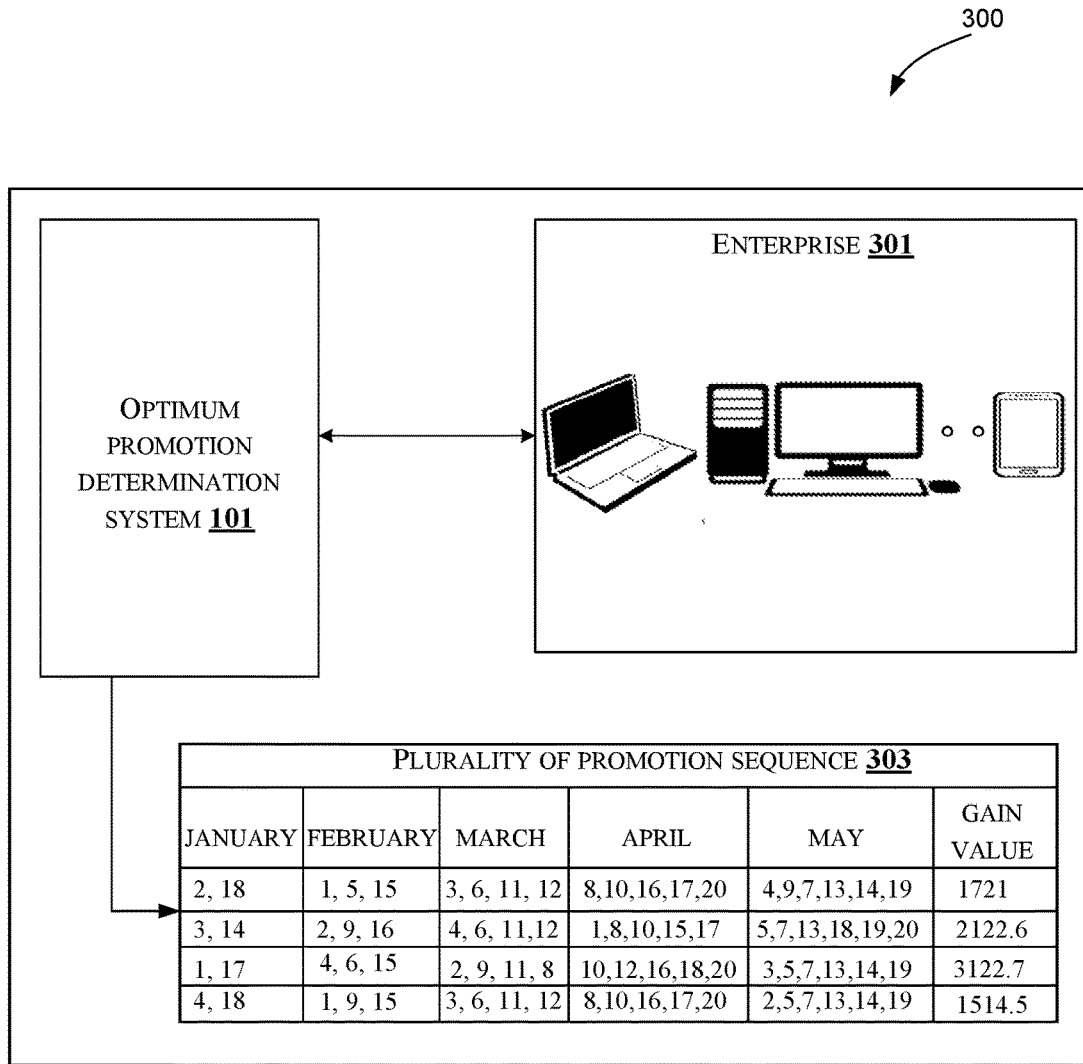 300
OPTIMUM
PROMOTION
DETERMINATION
SYSTEM 101
ENTERPRISE 301
PLURALITY OF PROMOTION SEQUENCE 303
JANUARY FEBRUARY MARCH APRIL MAY GAIN VALUE
2, 18 1, 5, 15 3, 6, 11, 12 8,10,16,17,20 4,9,7,13,14,19 1721
3, 14 2, 9, 16 4, 6, 11,12 1,8,10,15,17 5,7,13,18,19,20 2122.6
1, 17 4, 6, 15 2, 9, 11, 8 10,12,16,18,20 3,5,7,13,14,19 3122.7
4, 18 1, 9, 15 3, 6, 11, 12 8,10,16,17,20 2,5,7,13,14,19 1514.5